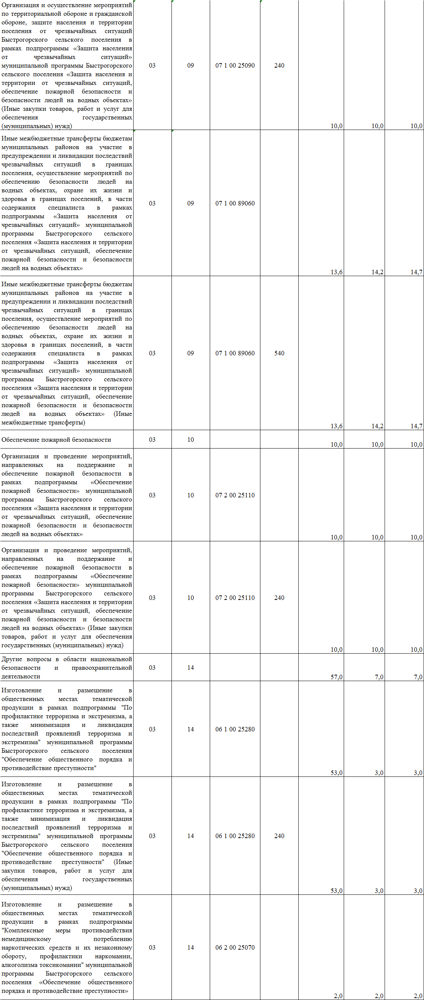 Организация и осуществление мероприятий
по территориальной обороне и гражданской
обороне, защите населения и территории
поселения от чрезвычайных ситуаций
Быстрогорского сельского поселения в
рамках подпрограммы «Защита населения
от чрезвычайных ситуаций»
муниципальной программы Быстрогорского
сельского поселения «Защита населения и
территории от чрезвычайных ситуаций,
обеспечение пожарной безопасности и
безопасности людей на водных объектах»
(Иные закупки товаров, работ и услуг для
обеспечения государственных
(муниципальных) нужд)
03 09 07 1 00 25090 240 10,0 10,0 10,0
Иные межбюджетные трансферты бюджетам
муниципальных районов на участие в
предупреждении и ликвидации последствий
чрезвычайных ситуаций в границах
поселения, осуществление мероприятий по
обеспечению безопасности людей на
водных объектах, охране их жизни и
здоровья в границах поселений, в части
содержания специалиста в рамках
подпрограммы «Защита населения от
чрезвычайных ситуаций» муниципальной
программы Быстрогорского сельского
поселения «Защита населения и территории
от чрезвычайных ситуаций, обеспечение
пожарной безопасности и безопасности
людей на водных объектах»
03 09 07 1 00 89060 13,6 14,2 14,7
Иные межбюджетные трансферты бюджетам
муниципальных районов на участие в
предупреждении и ликвидации последствий
чрезвычайных ситуаций в границах
поселения, осуществление мероприятий по
обеспечению безопасности людей на
водных объектах, охране их жизни и
здоровья в границах поселений, в части
содержания специалиста в рамках
подпрограммы «Защита населения от
чрезвычайных ситуаций» муниципальной
программы Быстрогорского сельского
поселения «Защита населения и территории
от чрезвычайных ситуаций, обеспечение
пожарной безопасности и безопасности
людей на водных объектах» (Иные
межбюджетные трансферты)
03 09 07 1 00 89060 540 13,6 14,2 14,7
Обеспечение пожарной безопасности 03 10 10,0 10,0 10,0
Организация и проведение мероприятий,
направленных на поддержание и
обеспечение пожарной безопасности в
рамках подпрограммы «Обеспечение
пожарной безопасности» муниципальной
программы Быстрогорского сельского
поселения «Защита населения и территории
от чрезвычайных ситуаций, обеспечение
пожарной безопасности и безопасности
людей на водных объектах»
03 10 07 2 00 25110 10,0 10,0 10,0
Организация и проведение мероприятий,
направленных на поддержание и
обеспечение пожарной безопасности в
рамках подпрограммы «Обеспечение
пожарной безопасности» муниципальной
программы Быстрогорского сельского
поселения «Защита населения и территории
от чрезвычайных ситуаций, обеспечение
пожарной безопасности и безопасности
людей на водных объектах» (Иные закупки
товаров, работ и услуг для обеспечения
государственных (муниципальных) нужд)
03 10 07 2 00 25110 240 10,0 10,0 10,0
Другие вопросы в области национальной
безопасности и правоохранительной
деятельности
03 14 57,0 7,0 7,0
Изготовление и размещение в
общественных местах тематической
продукции в рамках подпрограммы "По
профилактике терроризма и экстремизма, а
также минимизация и ликвидация
последствий проявлений терроризма и
экстремизма" муниципальной программы
Быстрогорского сельского поселения
"Обеспечение общественного порядка и
противодействие преступности"
03 14 06 1 00 25280 53,0 3,0 3,0
Изготовление и размещение в
общественных местах тематической
продукции в рамках подпрограммы "По
профилактике терроризма и экстремизма, а
также минимизация и ликвидация
последствий проявлений терроризма и
экстремизма" муниципальной программы
Быстрогорского сельского поселения
"Обеспечение общественного порядка и
противодействие преступности" (Иные
закупки товаров, работ и услуг для
обеспечения государственных
(муниципальных) нужд)
03 14 06 1 00 25280 240 53,0 3,0 3,0
Изготовление и размещение в
общественных местах тематической
продукции в рамках подпрограммы
"Комплексные меры противодействия
немедицинскому потреблению
наркотических средств и их незаконному
обороту, профилактики наркомании,
алкоголизма токсикомании" муниципальной
программы Быстрогорского сельского
поселения «Обеспечение общественного
порядка и противодействие преступности»
03 14 06 2 00 25070 2,0 2,0 2,0